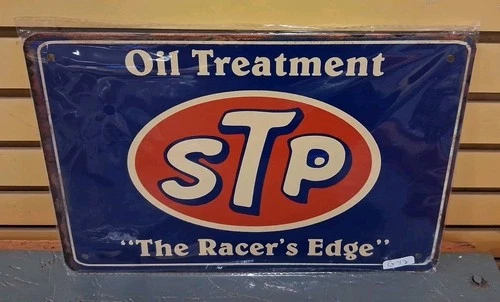 Oil Treatment
STP
"The Racer's Edge"